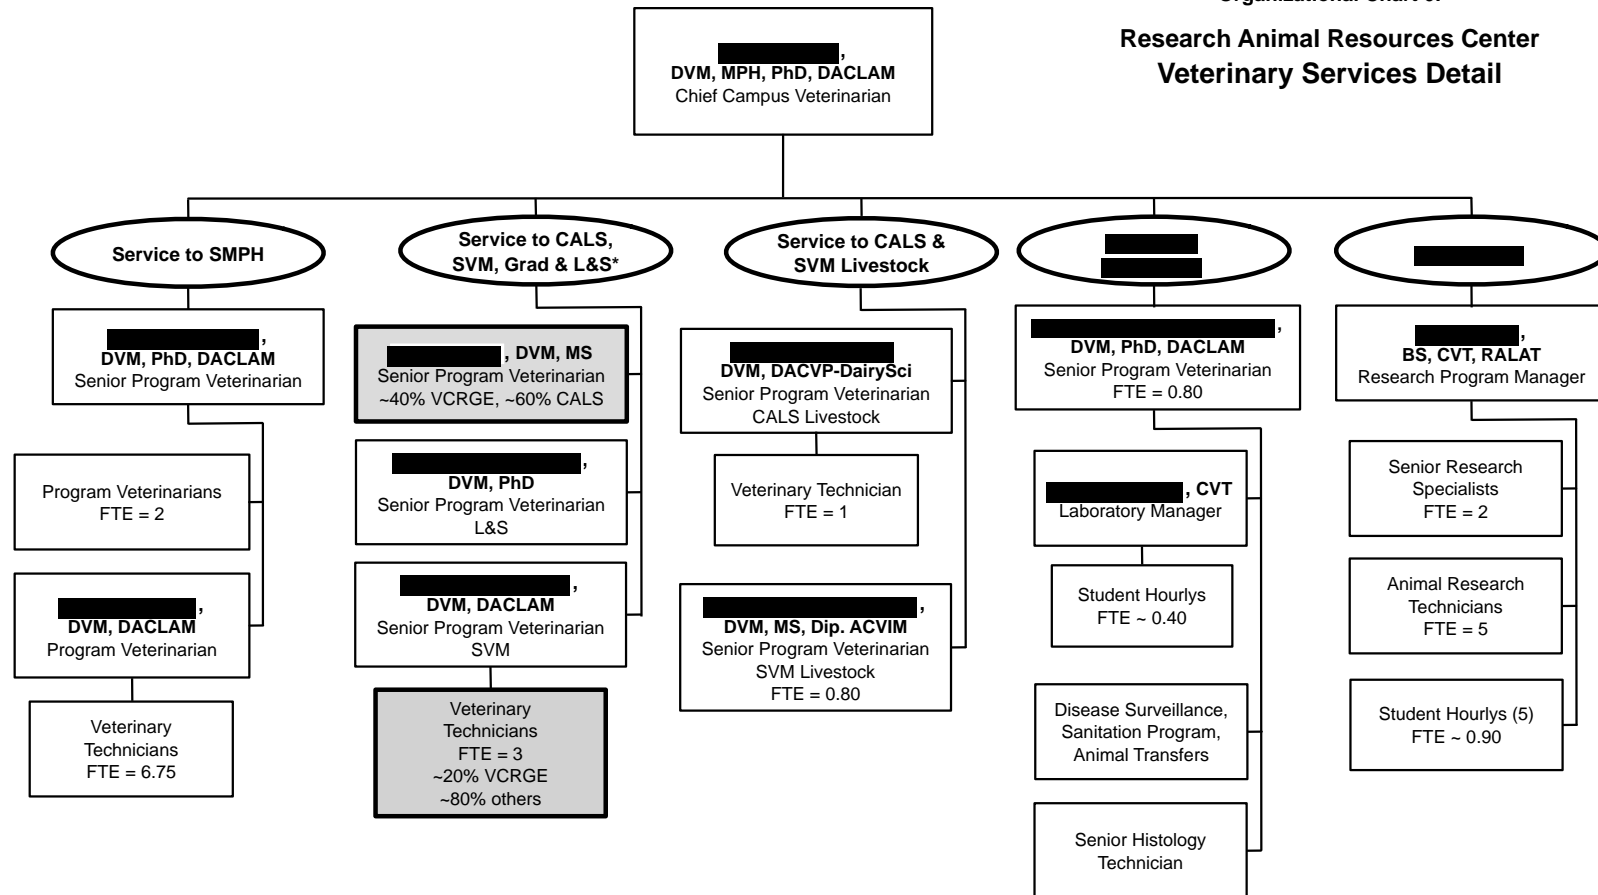 Organizational Chart of
Research Animal Resources Center
Veterinary Services Detail
,
DVM, MPH, PhD, DACLAM
Chief Campus Veterinarian
Service to SMPH
Service to CALS,
SVM, Grad & L&S*
Service to CALS &
SVM Livestock
,
DVM, PhD, DACLAM
Senior Program Veterinarian
Program Veterinarians
FTE = 2
,
DVM, DACLAM
Program Veterinarian
Veterinary
Technicians
FTE = 6.75
, DVM, MS
Senior Program Veterinarian
~40% VCRGE, ~60% CALS
,
DVM, PhD
Senior Program Veterinarian
L&S
,
DVM, DACLAM
Senior Program Veterinarian
SVM
Veterinary
Technicians
FTE = 3
~20% VCRGE
~80% others
DVM, DACVP-DairySci
Senior Program Veterinarian
CALS Livestock
Veterinary Technician
FTE = 1
,
DVM, MS, Dip. ACVIM
Senior Program Veterinarian
SVM Livestock
FTE = 0.80
,
DVM, PhD, DACLAM
Senior Program Veterinarian
FTE = 0.80
, CVT
Laboratory Manager
Student Hourlys
FTE ~ 0.40
Disease Surveillance,
Sanitation Program,
Animal Transfers
Senior Histology
Technician
,
BS, CVT, RALAT
Research Program Manager
Senior Research
Specialists
FTE = 2
Animal Research
Technicians
FTE = 5
Student Hourlys (5)
FTE ~ 0.90